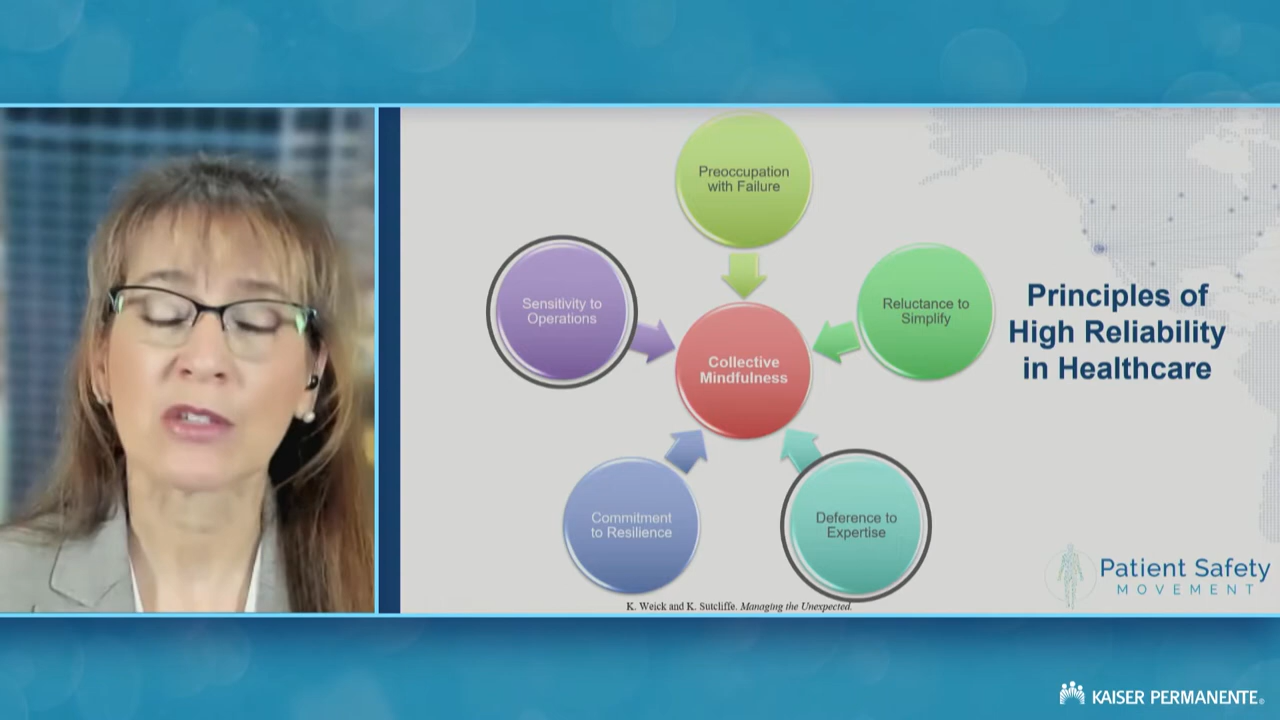 Preoccupation
with Failure
Sensitivity to
Operations
Reluctance to
Simplify
Collective
Mindfulness
Commitment
to Resilience
Deference to
Expertise
Principles of
High Reliability
in Healthcare
K. Weick and K. Sutcliffe. Managing the Unexpected.
Patient Safety
MOVEMENT
KAISER PERMANENTE®